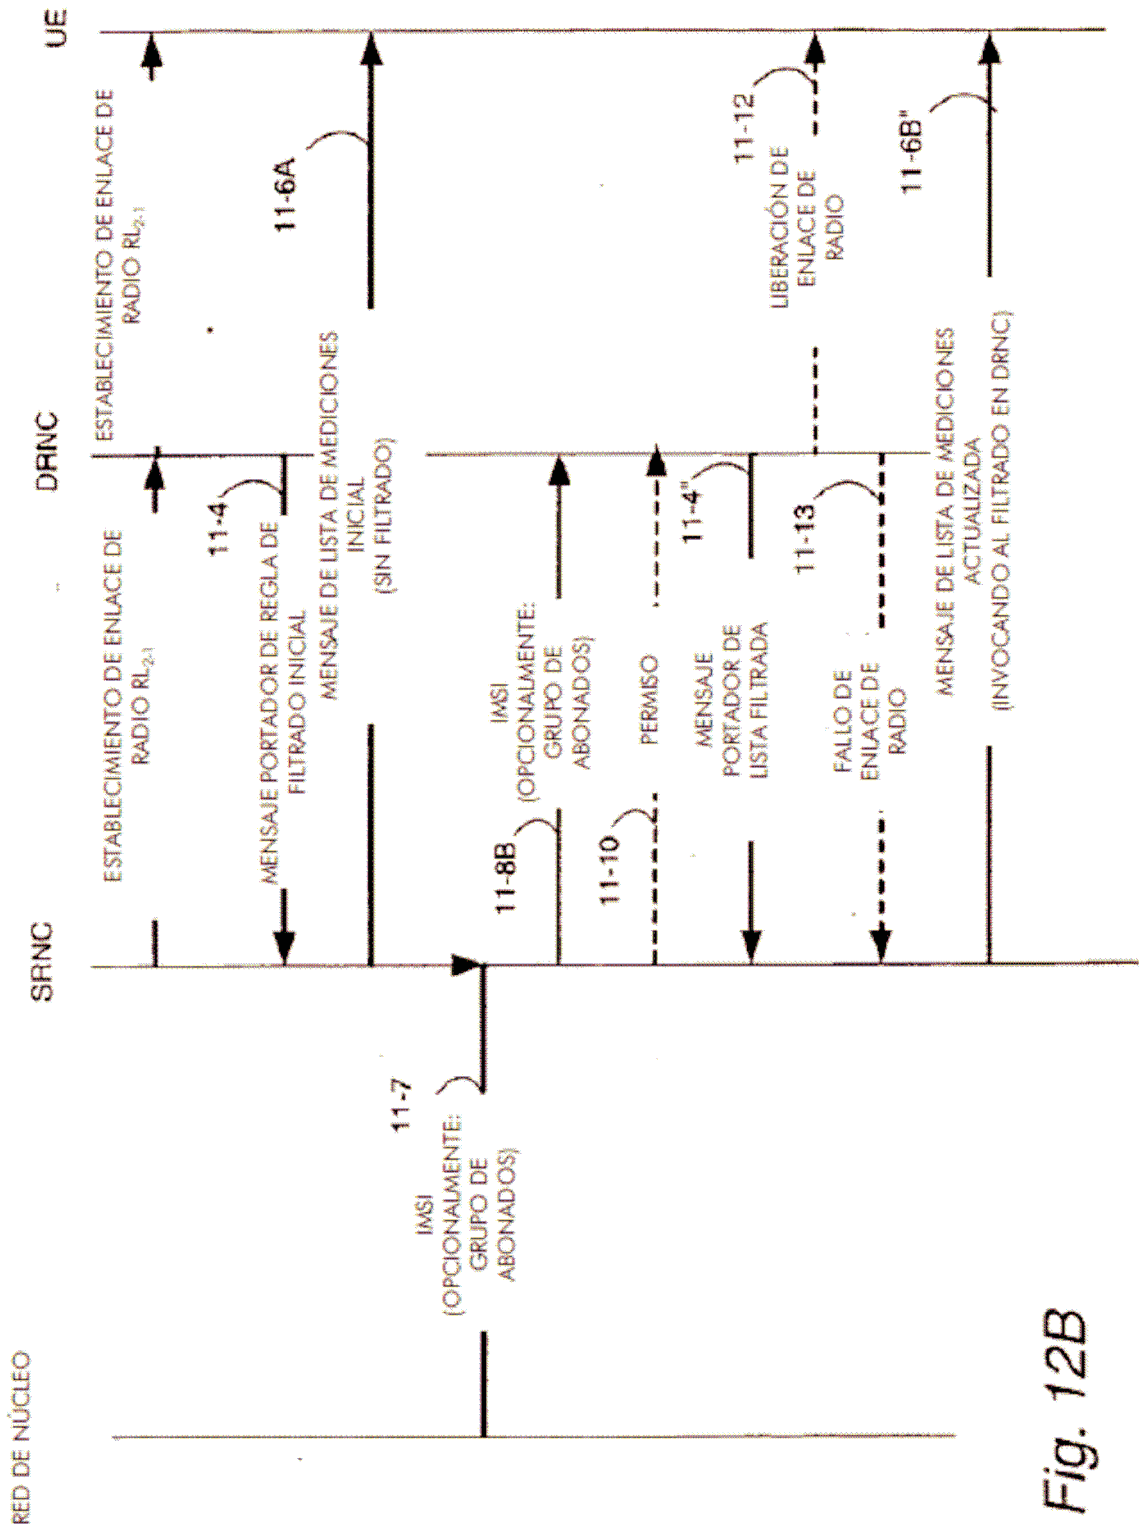 RED DE NÚCLEO
SRNC
DRNC
UE
ESTABLECIMIENTO DE ENLACE DE
RADIO RL2-1
ESTABLECIMIENTO DE ENLACE DE
RADIO RL2-1
11-4
MENSAJE PORTADOR DE REGLA DE
FILTRADO INICIAL
11-6A
MENSAJE DE LISTA DE MEDICIONES
INICIAL
(SIN FILTRADO)
11-7
IMSI
(OPCIONALMENTE:
GRUPO DE
ABONADOS)
11-8B
IMSI
(OPCIONALMENTE:
GRUPO DE
ABONADOS)
11-10
PERMISO
11-4"
MENSAJE
PORTADOR DE
LISTA FILTRADA
11-12
LIBERACIÓN DE
ENLACE DE
RADIO
11-13
FALLO DE
ENLACE DE
RADIO
11-6B"
MENSAJE DE LISTA DE MEDICIONES
ACTUALIZADA
(INVOCANDO AL FILTRADO EN DRNC)
Fig. 12B